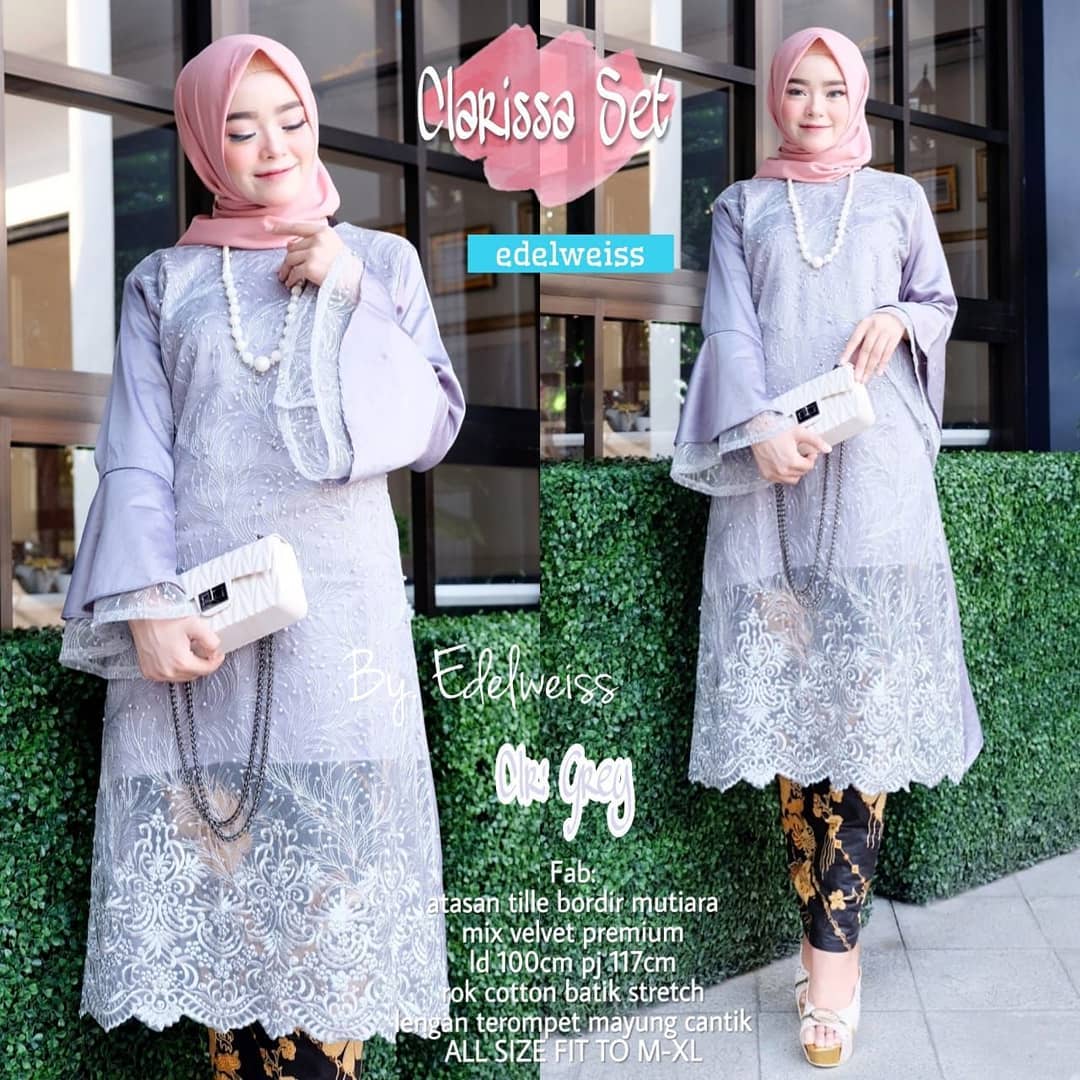 Clarissa Set
edelweiss
By. Edelweiss
Clr: Grey
Fab:
atasan tille bordir mutiara
mix velvet premium
ld 100cm pj 117cm
rok cotton batik stretch
lengan terompet mayung cantik
ALL SIZE FIT TO M-XL